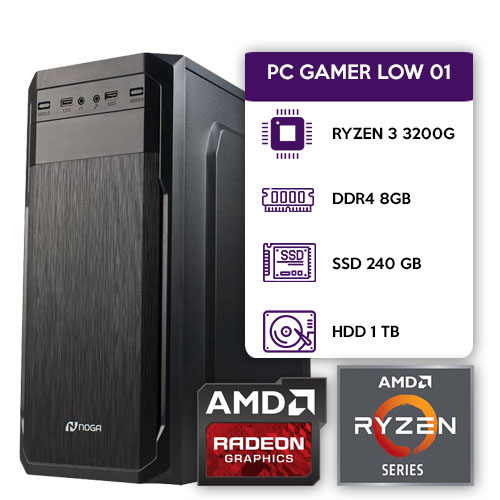 PC GAMER LOW 01
RYZEN 3 3200G
DDR4 8GB
SSD
SSD 240 GB
HDD 1 TB
NOGA
AMD
RADEON
GRAPHICS
AMD
RYZEN
SERIES